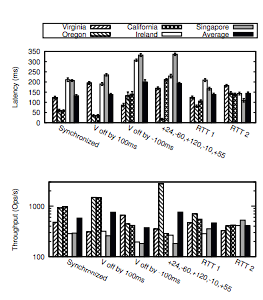 Virginia California Singapore
Oregon Ireland Average
350
300
250
200
150
100
50
0
Latency (ms)
Synchronized
V off by 100ms
V off by -100ms
+24,-60,+120,-10,+55
RTT 1
RTT 2
1000
100
Throughput (Ops/s)
Synchronized
V off by 100ms
V off by -100ms
+24,-60,+120,-10,+55
RTT 1
RTT 2